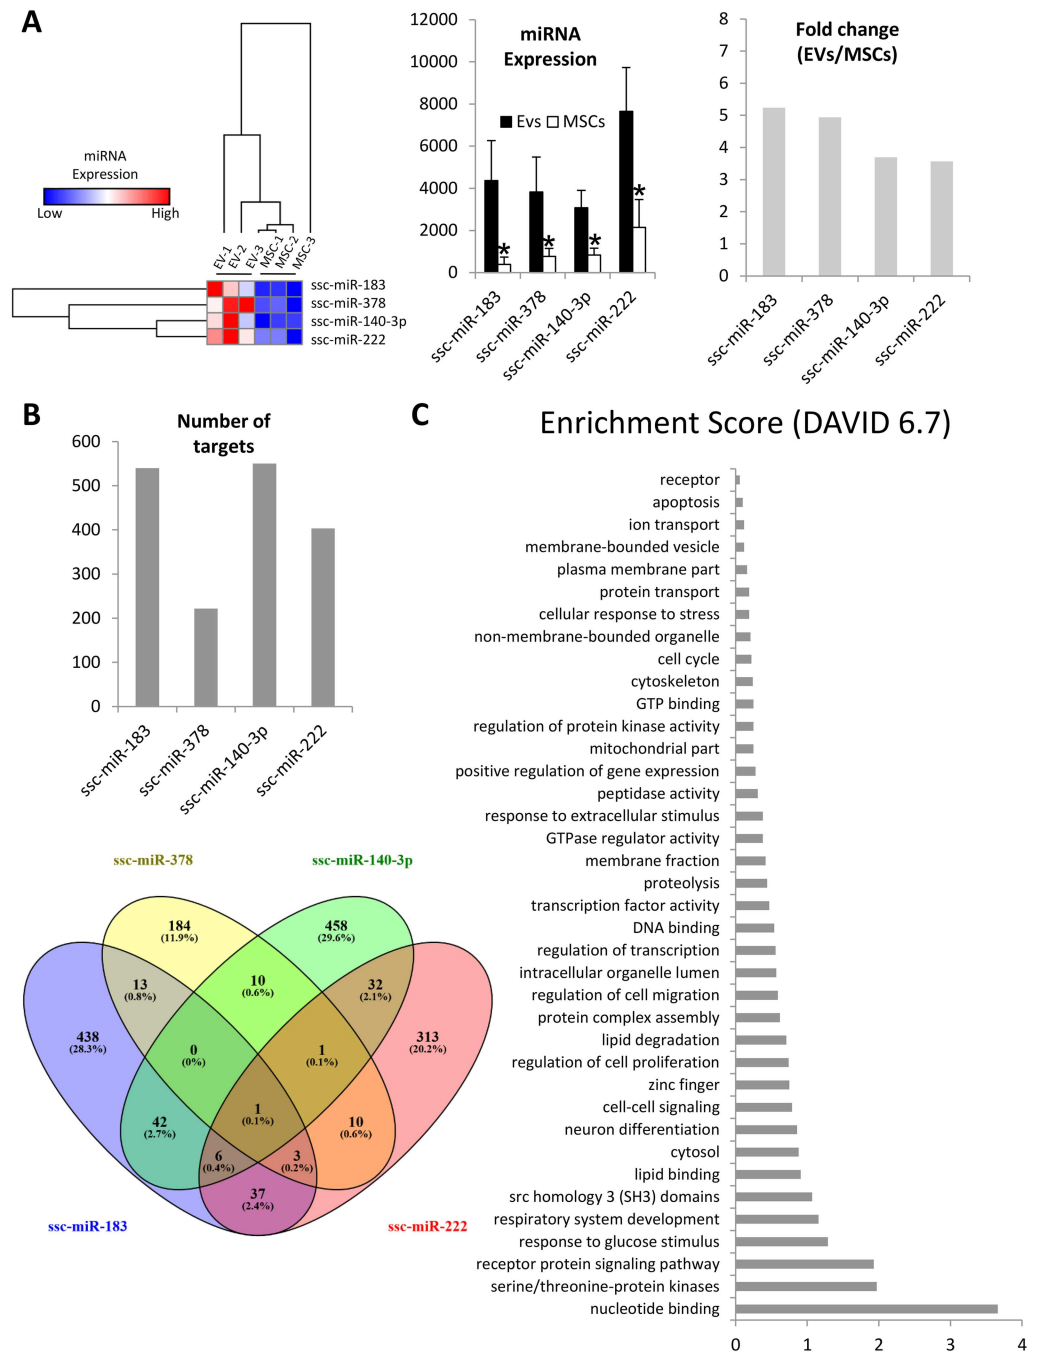 A
miRNA
Expression
Low
High
EV-1
EV-2
EV-3
MSC-1
MSC-2
MSC-3
ssc-miR-183
ssc-miR-378
ssc-miR-140-3p
ssc-miR-222
miRNA
Expression
Evs
MSCs
12000
10000
8000
6000
4000
2000
0
*
*
*
*
ssc-miR-183
ssc-miR-378
ssc-miR-140-3p
ssc-miR-222
Fold change
(EVs/MSCs)
8
7
6
5
4
3
2
1
0
ssc-miR-183
ssc-miR-378
ssc-miR-140-3p
ssc-miR-222
B
Number of
targets
600
500
400
300
200
100
0
ssc-miR-183
ssc-miR-378
ssc-miR-140-3p
ssc-miR-222
ssc-miR-378
ssc-miR-140-3p
184
(11.9%)
458
(29.6%)
13
(0.8%)
10
(0.6%)
32
(2.1%)
438
(28.3%)
0
(0%)
1
(0.1%)
313
(20.2%)
42
(2.7%)
1
(0.1%)
10
(0.6%)
6
(0.4%)
3
(0.2%)
37
(2.4%)
ssc-miR-183
ssc-miR-222
C
Enrichment Score (DAVID 6.7)
receptor
apoptosis
ion transport
membrane-bounded vesicle
plasma membrane part
protein transport
cellular response to stress
non-membrane-bounded organelle
cell cycle
cytoskeleton
GTP binding
regulation of protein kinase activity
mitochondrial part
positive regulation of gene expression
peptidase activity
response to extracellular stimulus
GTPase regulator activity
membrane fraction
proteolysis
transcription factor activity
DNA binding
regulation of transcription
intracellular organelle lumen
regulation of cell migration
protein complex assembly
lipid degradation
regulation of cell proliferation
zinc finger
cell-cell signaling
neuron differentiation
cytosol
lipid binding
src homology 3 (SH3) domains
respiratory system development
response to glucose stimulus
receptor protein signaling pathway
serine/threonine-protein kinases
nucleotide binding
0
1
2
3
4